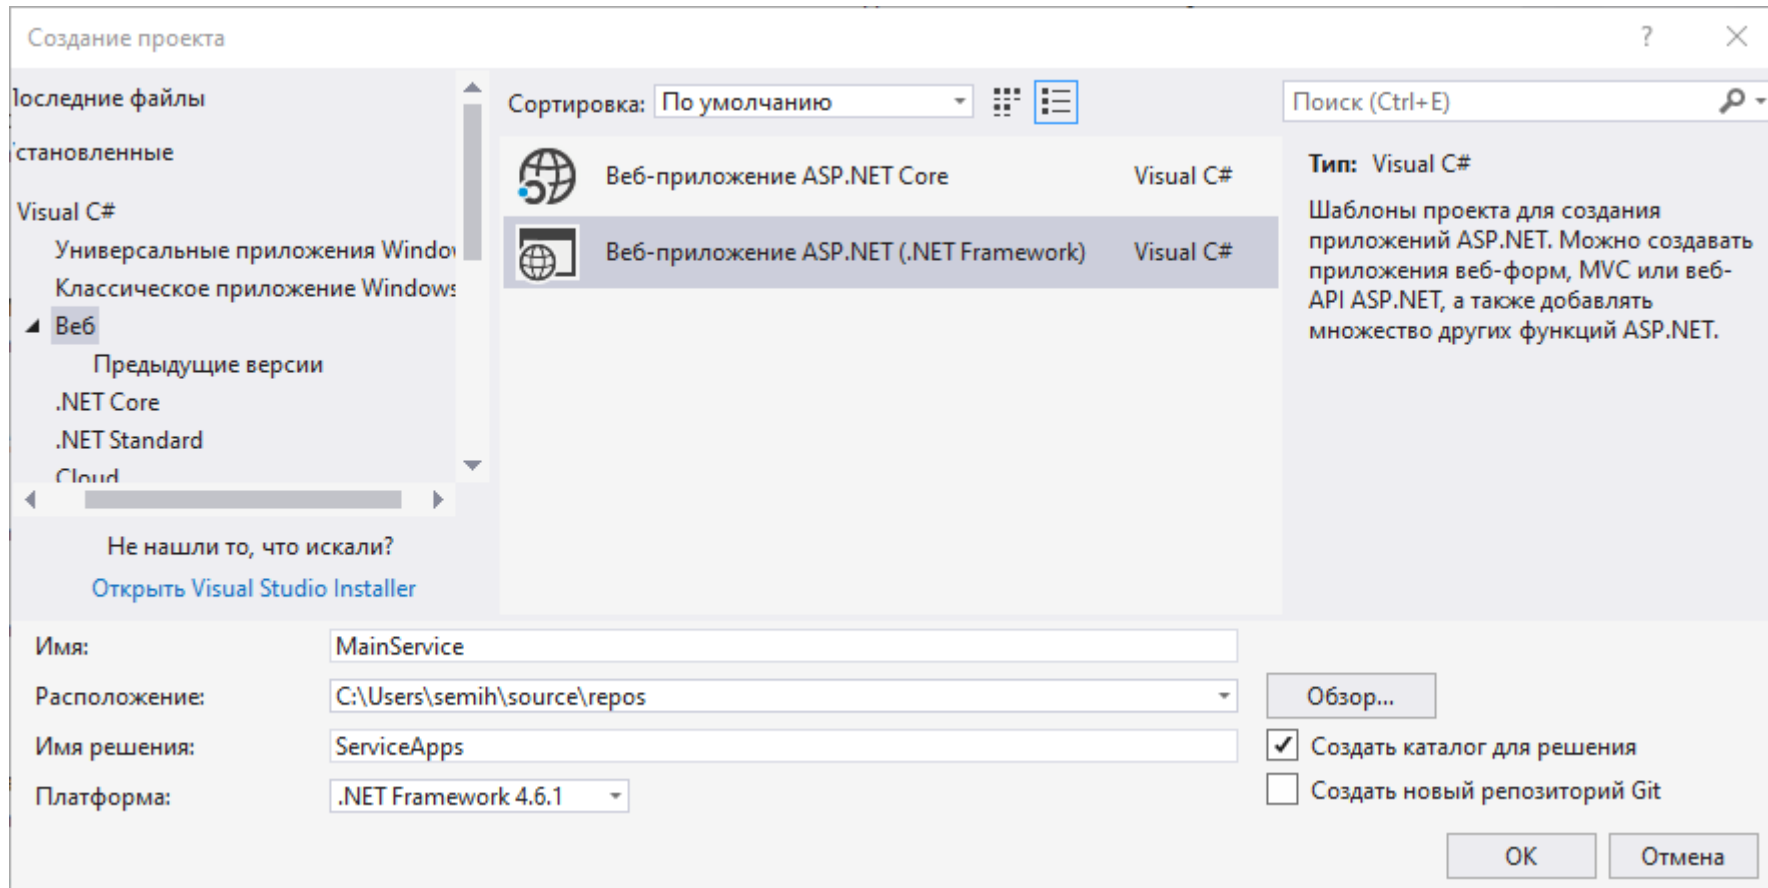 Создание проекта
?
Последние файлы
Установленные
Visual C#
Универсальные приложения Window
Классическое приложение Windows
Веб
Предыдущие версии
.NET Core
.NET Standard
Cloud
Не нашли то, что искали?
Открыть Visual Studio Installer
Сортировка: По умолчанию
Веб-приложение ASP.NET Core Visual C#
Веб-приложение ASP.NET (.NET Framework) Visual C#
Поиск (Ctrl+E)
Тип: Visual C#
Шаблоны проекта для создания
приложений ASP.NET. Можно создавать
приложения веб-форм, MVC или веб-
API ASP.NET, а также добавлять
множество других функций ASP.NET.
Имя: MainService
Расположение: C:\Users\semih\source\repos
Обзор...
Имя решения: ServiceApps
Создать каталог для решения
Платформа: .NET Framework 4.6.1
Создать новый репозиторий Git
ОК Отмена